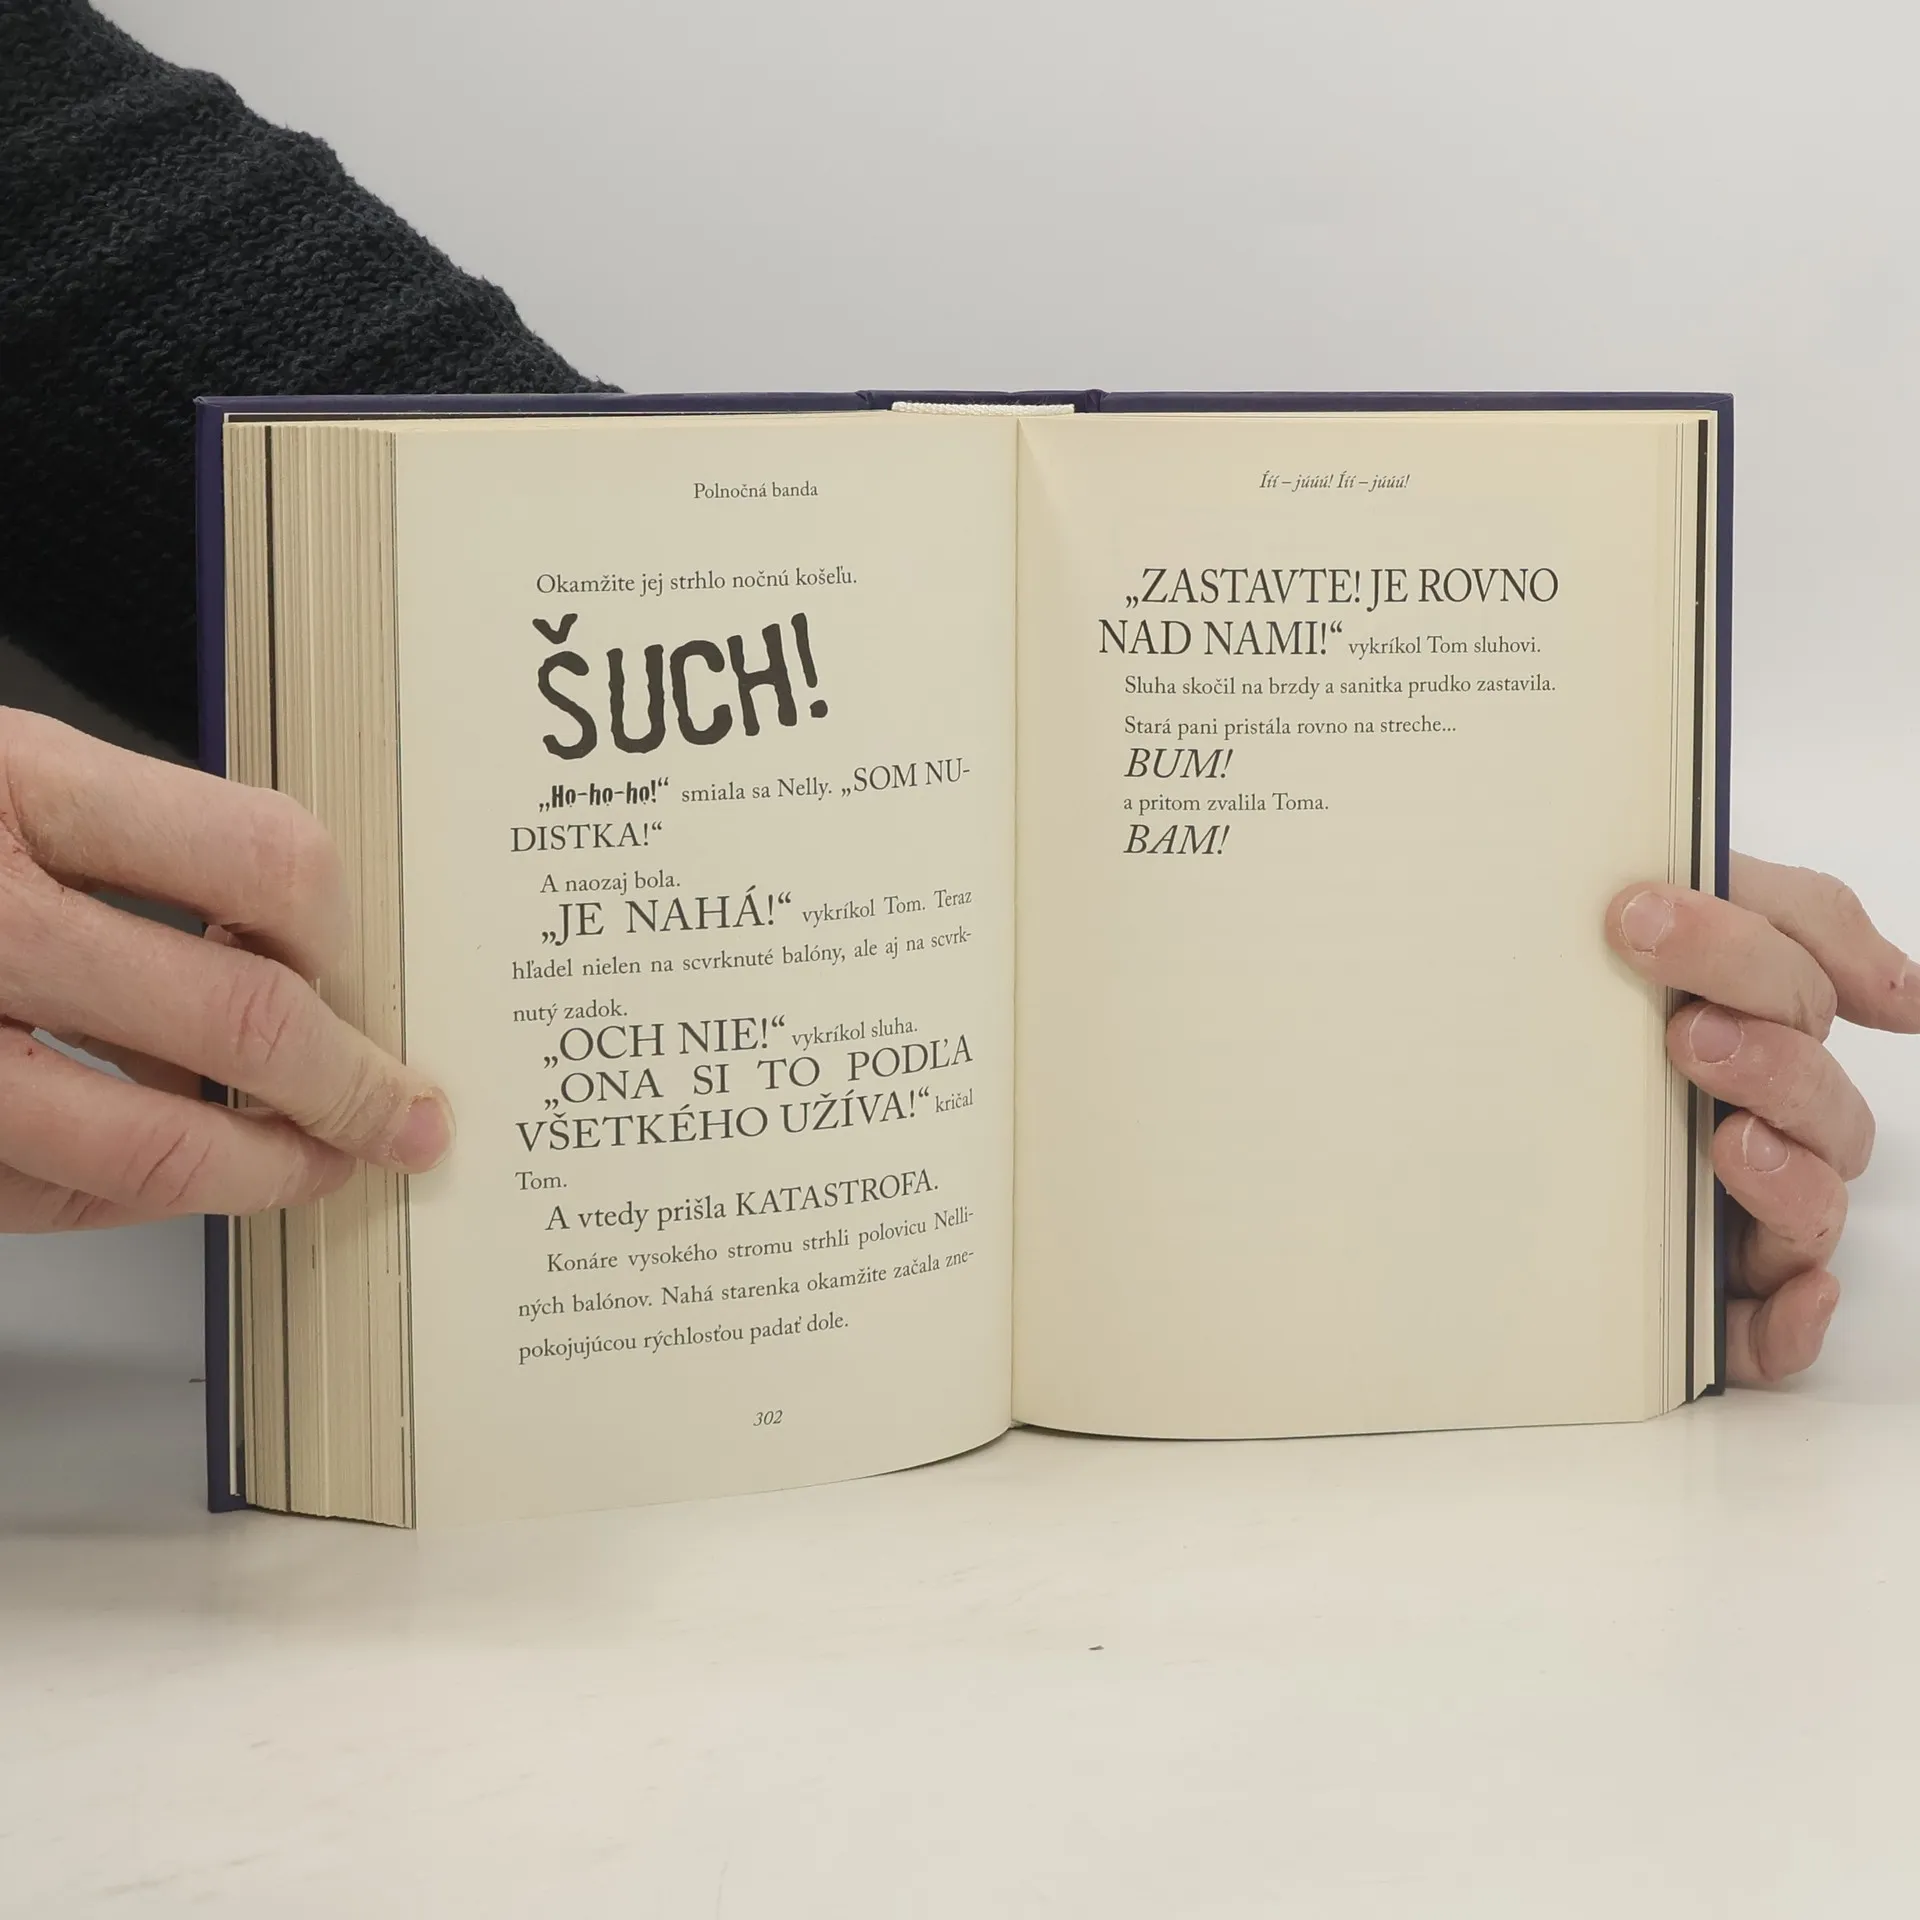 Polnočná banda
Okamžite jej strhlo nočnú košeľu.
ŠUCH!
„Ho-ho-ho!“ smiala sa Nelly. „SOM NU-
DISTKA!“
A naozaj bola.
„JE NAHÁ!“ vykríkol Tom. Teraz
hľadel nielen na scvrknuté balóny, ale aj na scvrk-
nutý zadok.
„OCH NIE!“ vykríkol sluha.
„ONA SI TO PODĽA
VŠETKÉHO UŽÍVA!“ kričal
Tom.
A vtedy prišla KATASTROFA.
Konáre vysokého stromu strhli polovicu Nelli-
ných balónov. Nahá starenka okamžite začala zne-
pokojujúcou rýchlosťou padať dole.
302
Ííí – júúú! Ííí – júúú!
„ZASTAVTE! JE ROVNO
NAD NAMI!“ vykríkol Tom sluhovi.
Sluha skočil na brzdy a sanitka prudko zastavila.
Stará pani pristála rovno na streche...
BUM!
a pritom zvalila Toma.
BAM!